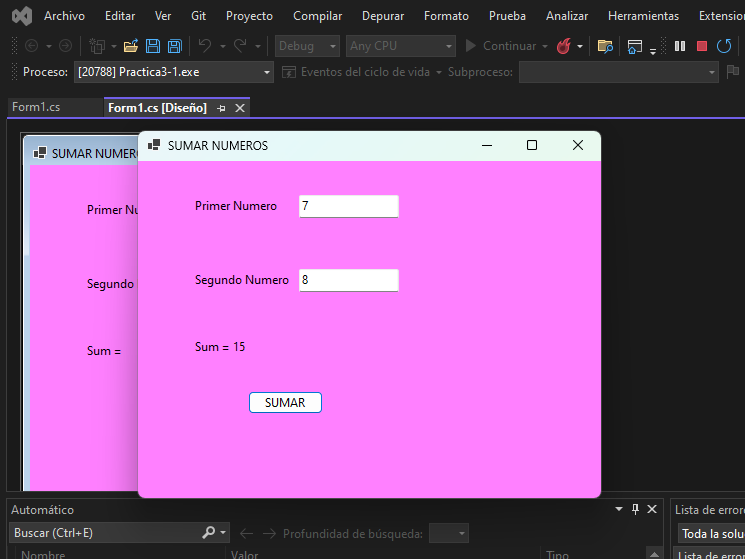 Archivo Editar Ver Git Proyecto Compilar Depurar Formato Prueba Analizar Herramientas Extension
Debug Any CPU Continuar
Proceso: [20788] Practica3-1.exe Eventos del ciclo de vida Subproceso:
Form1.cs Form1.cs [Diseño]
SUMAR NUMERO
SUMAR NUMEROS
Primer Nu
Primer Numero 7
Segundo
Segundo Numero 8
Sum =
Sum = 15
SUMAR
Automático
Lista de errore
Buscar (Ctrl+E) Profundidad de búsqueda:
Toda la solu
Nombre Valor Tipo
Lista de error